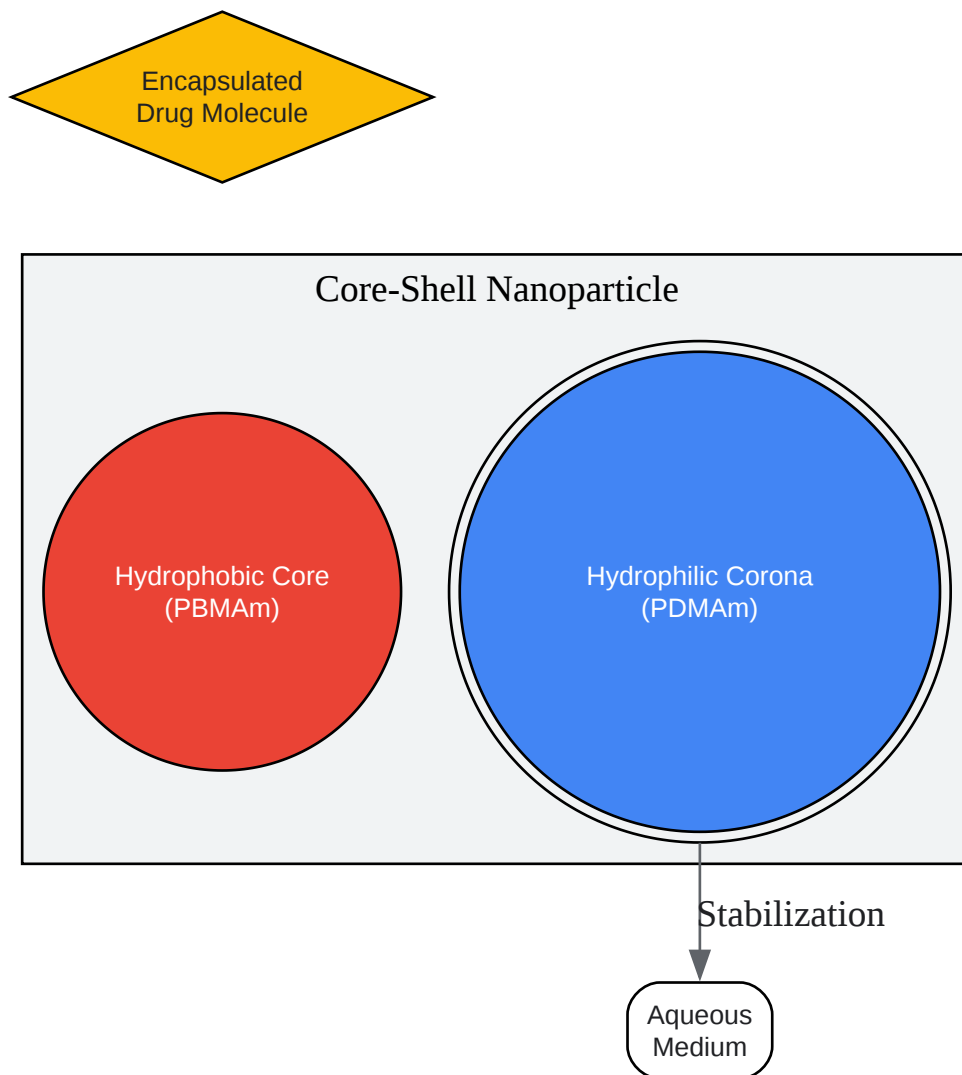 Encapsulated
Drug Molecule
Core-Shell Nanoparticle
Hydrophobic Core
(PBMAm)
Hydrophilic Corona
(PDMAm)
Stabilization
Aqueous
Medium